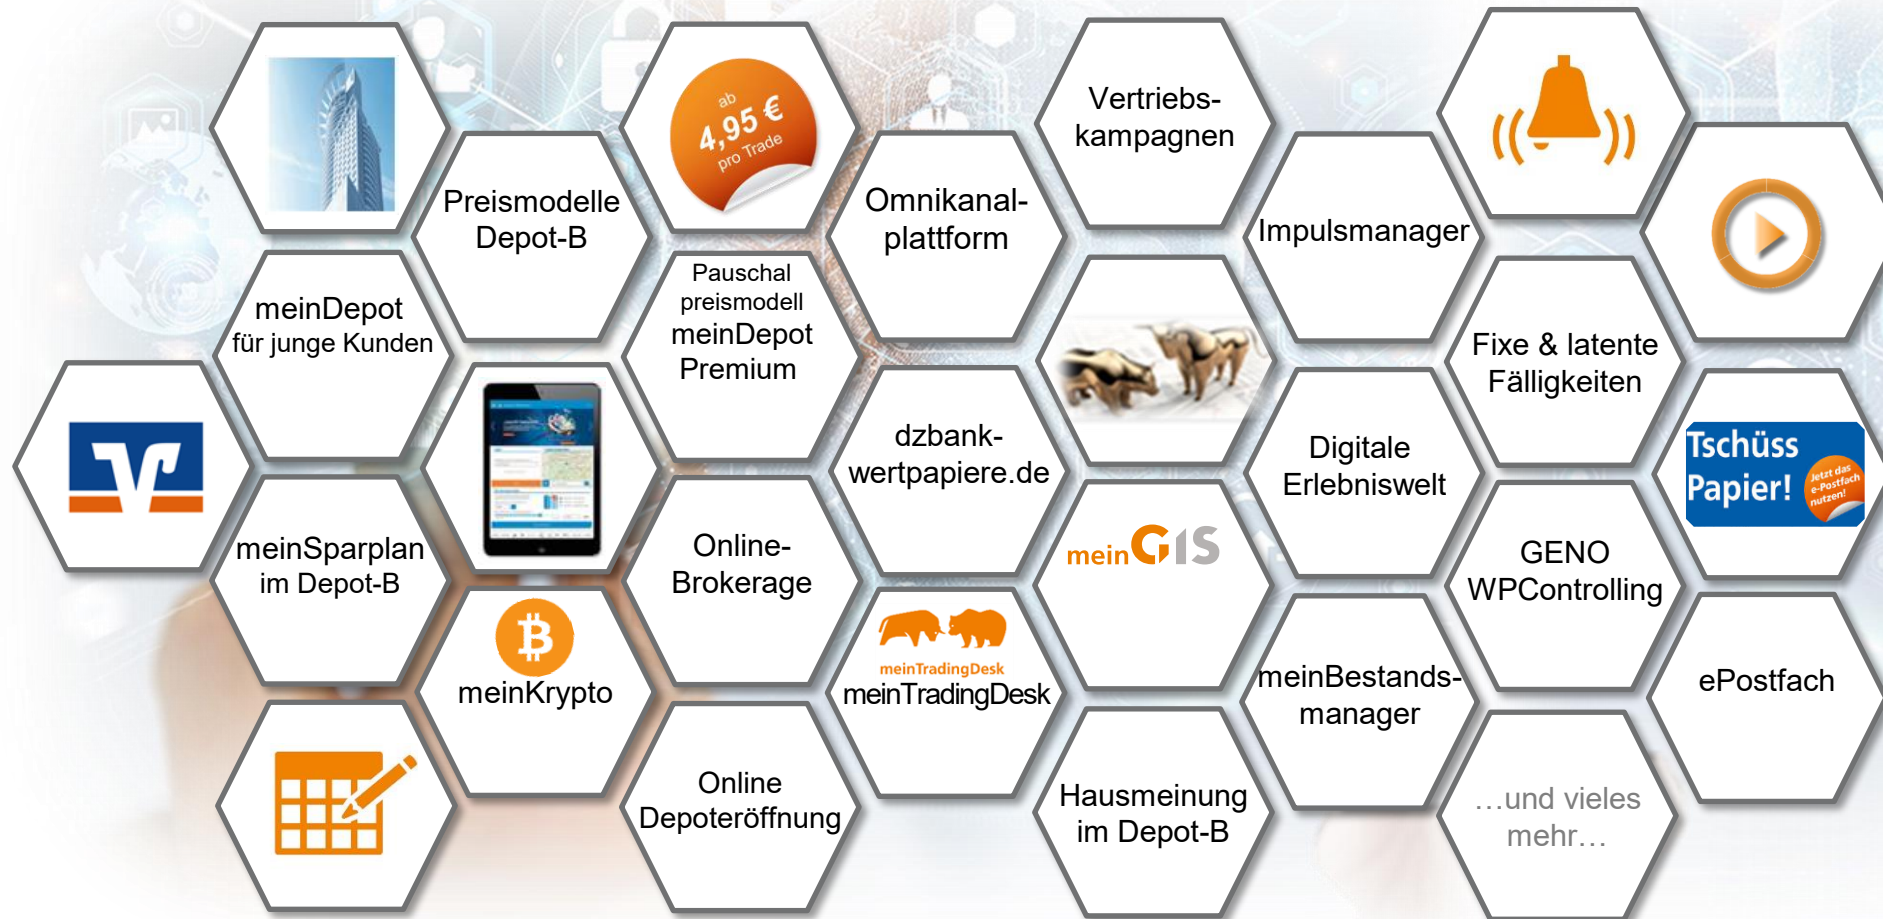 ab
4,95 €
pro Trade
Vertriebs-
kampagnen
Preismodelle
Depot-B
Omnikanal-
plattform
Impulsmanager
meinDepot
für junge Kunden
Pauschal
preismodell
meinDepot
Premium
Fixe & latente
Fälligkeiten
dzbank-
wertpapiere.de
Digitale
Erlebniswelt
Tschüss
Papier!
Jetzt das
e-Postfach
nutzen!
meinSparplan
im Depot-B
Online-
Brokerage
mein GIS
GENO
WPControlling
meinKrypto
meinTradingDesk
meinTradingDesk
meinBestands-
manager
ePostfach
Online
Depoteröffnung
Hausmeinung
im Depot-B
...und vieles
mehr...